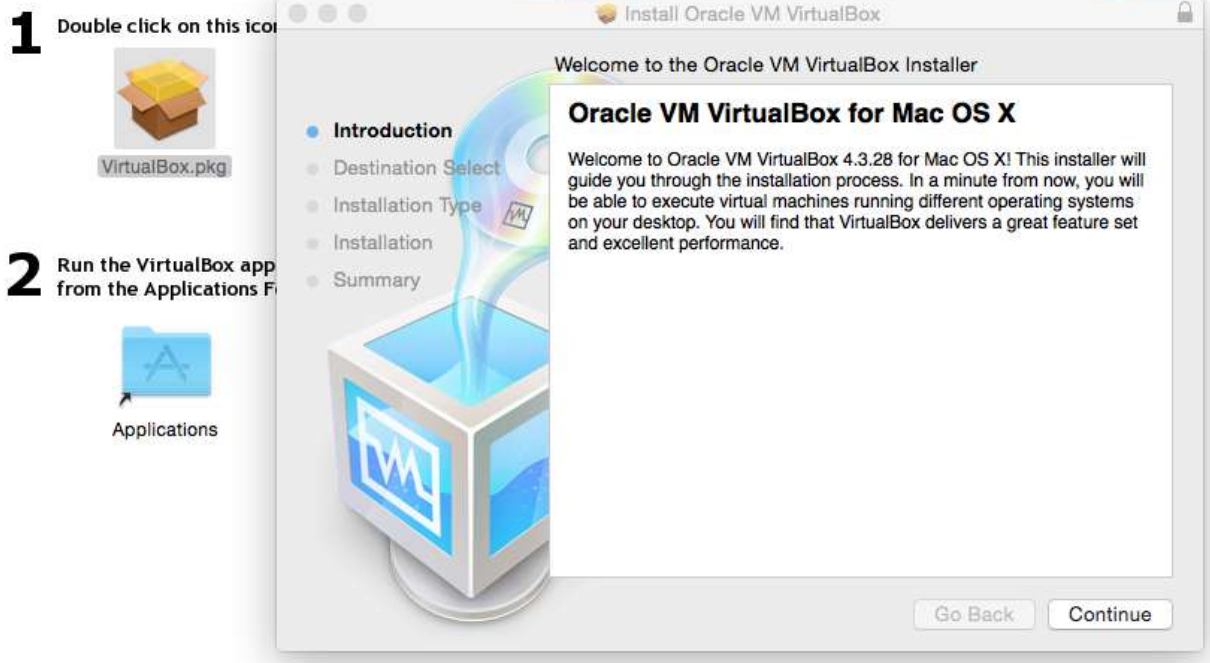 1
Double click on this icon
VirtualBox.pkg
2
Run the VirtualBox app
from the Applications
Applications
Install Oracle VM VirtualBox
Welcome to the Oracle VM VirtualBox Installer
Introduction
Destination Select
Installation Type
Installation
Summary
Oracle VM VirtualBox for Mac OS X
Welcome to Oracle VM VirtualBox 4.3.28 for Mac OS X! This installer will
guide you through the installation process. In a minute from now, you will
be able to execute virtual machines running different operating systems
on your desktop. You will find that VirtualBox delivers a great feature set
and excellent performance.
Go Back
Continue